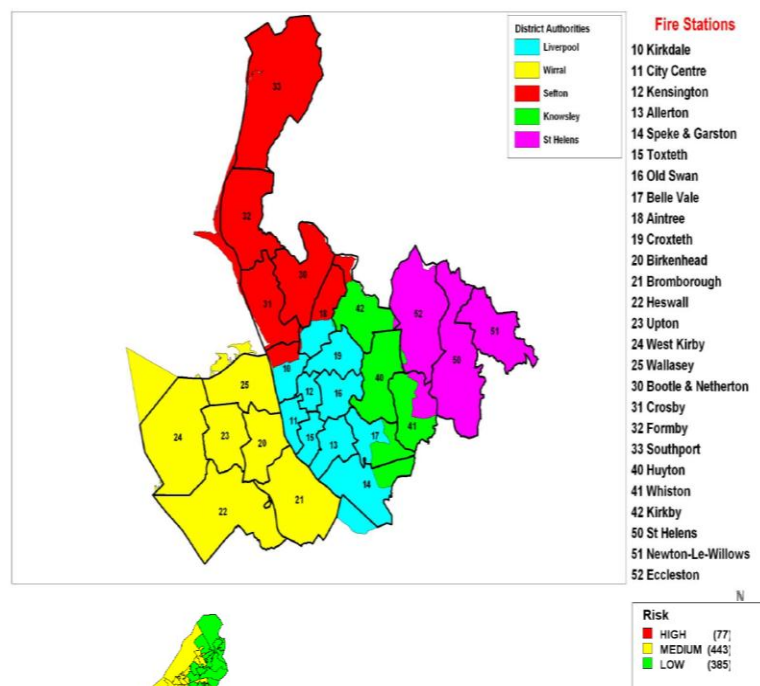 District Authorities
Liverpool
Wirral
Sefton
Knowsley
St Helens
Fire Stations
10 Kirkdale
11 City Centre
12 Kensington
13 Allerton
14 Speke & Garston
15 Toxteth
16 Old Swan
17 Belle Vale
18 Aintree
19 Croxteth
20 Birkenhead
21 Bromborough
22 Heswall
23 Upton
24 West Kirby
25 Wallasey
30 Bootle & Netherton
31 Crosby
32 Formby
33 Southport
40 Huyton
41 Whiston
42 Kirkby
50 St Helens
51 Newton-Le-Willows
52 Eccleston
33
32
30
31
18
42
52
51
50
19
10
40
25
12
16
11
41
24
23
20
15
13
17
14
21
22
N
Risk
HIGH (77)
MEDIUM (443)
LOW (385)